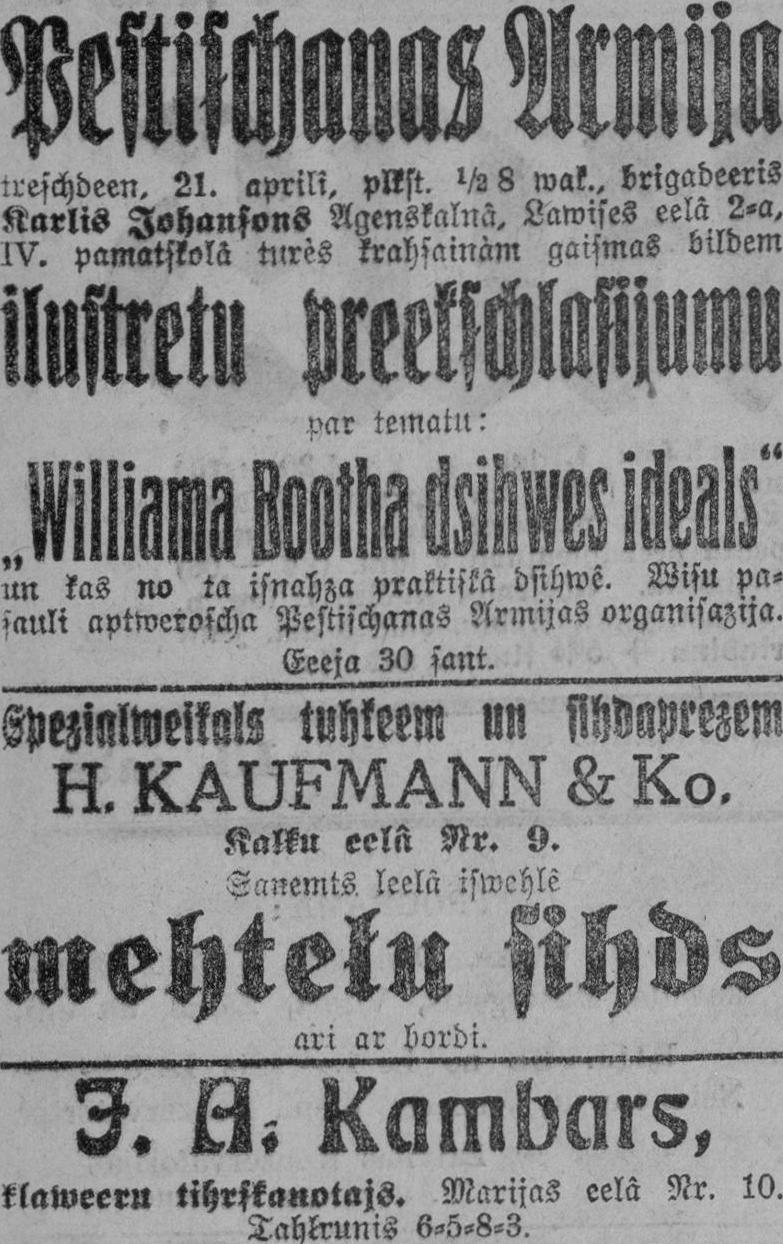 Pestischanas Armija
treschdeen, 21. aprili, plkst. 1/2 8 wak., brigadeeris
Karlis Johansons Agenskalnâ, Lawises eelâ 2-a,
IV. pamatskolâ turès krahsainàm gaismas bildem
ilustretu preekschlasijumu
par tematu:
„Williama Bootha dsihwes ideals“
un kas no ta isnahza praktiskâ dsihwê. Wisu pa-
sauli aptweroscha Pestischanas Armijas organisazija.
Eeeja 30 sant.
Spezialweikals tuhkeem un sihdaprezem
H. KAUFMANN & Ko.
Kalku eelâ Nr. 9.
Sanemts leelâ iswehlê
mehtelu sihds
ari ar bordi.
J. A. Kambars,
klaweeru tihrskanotajs. Marijas eelâ Nr. 10.
Tahlrunis 6-5-8-3.